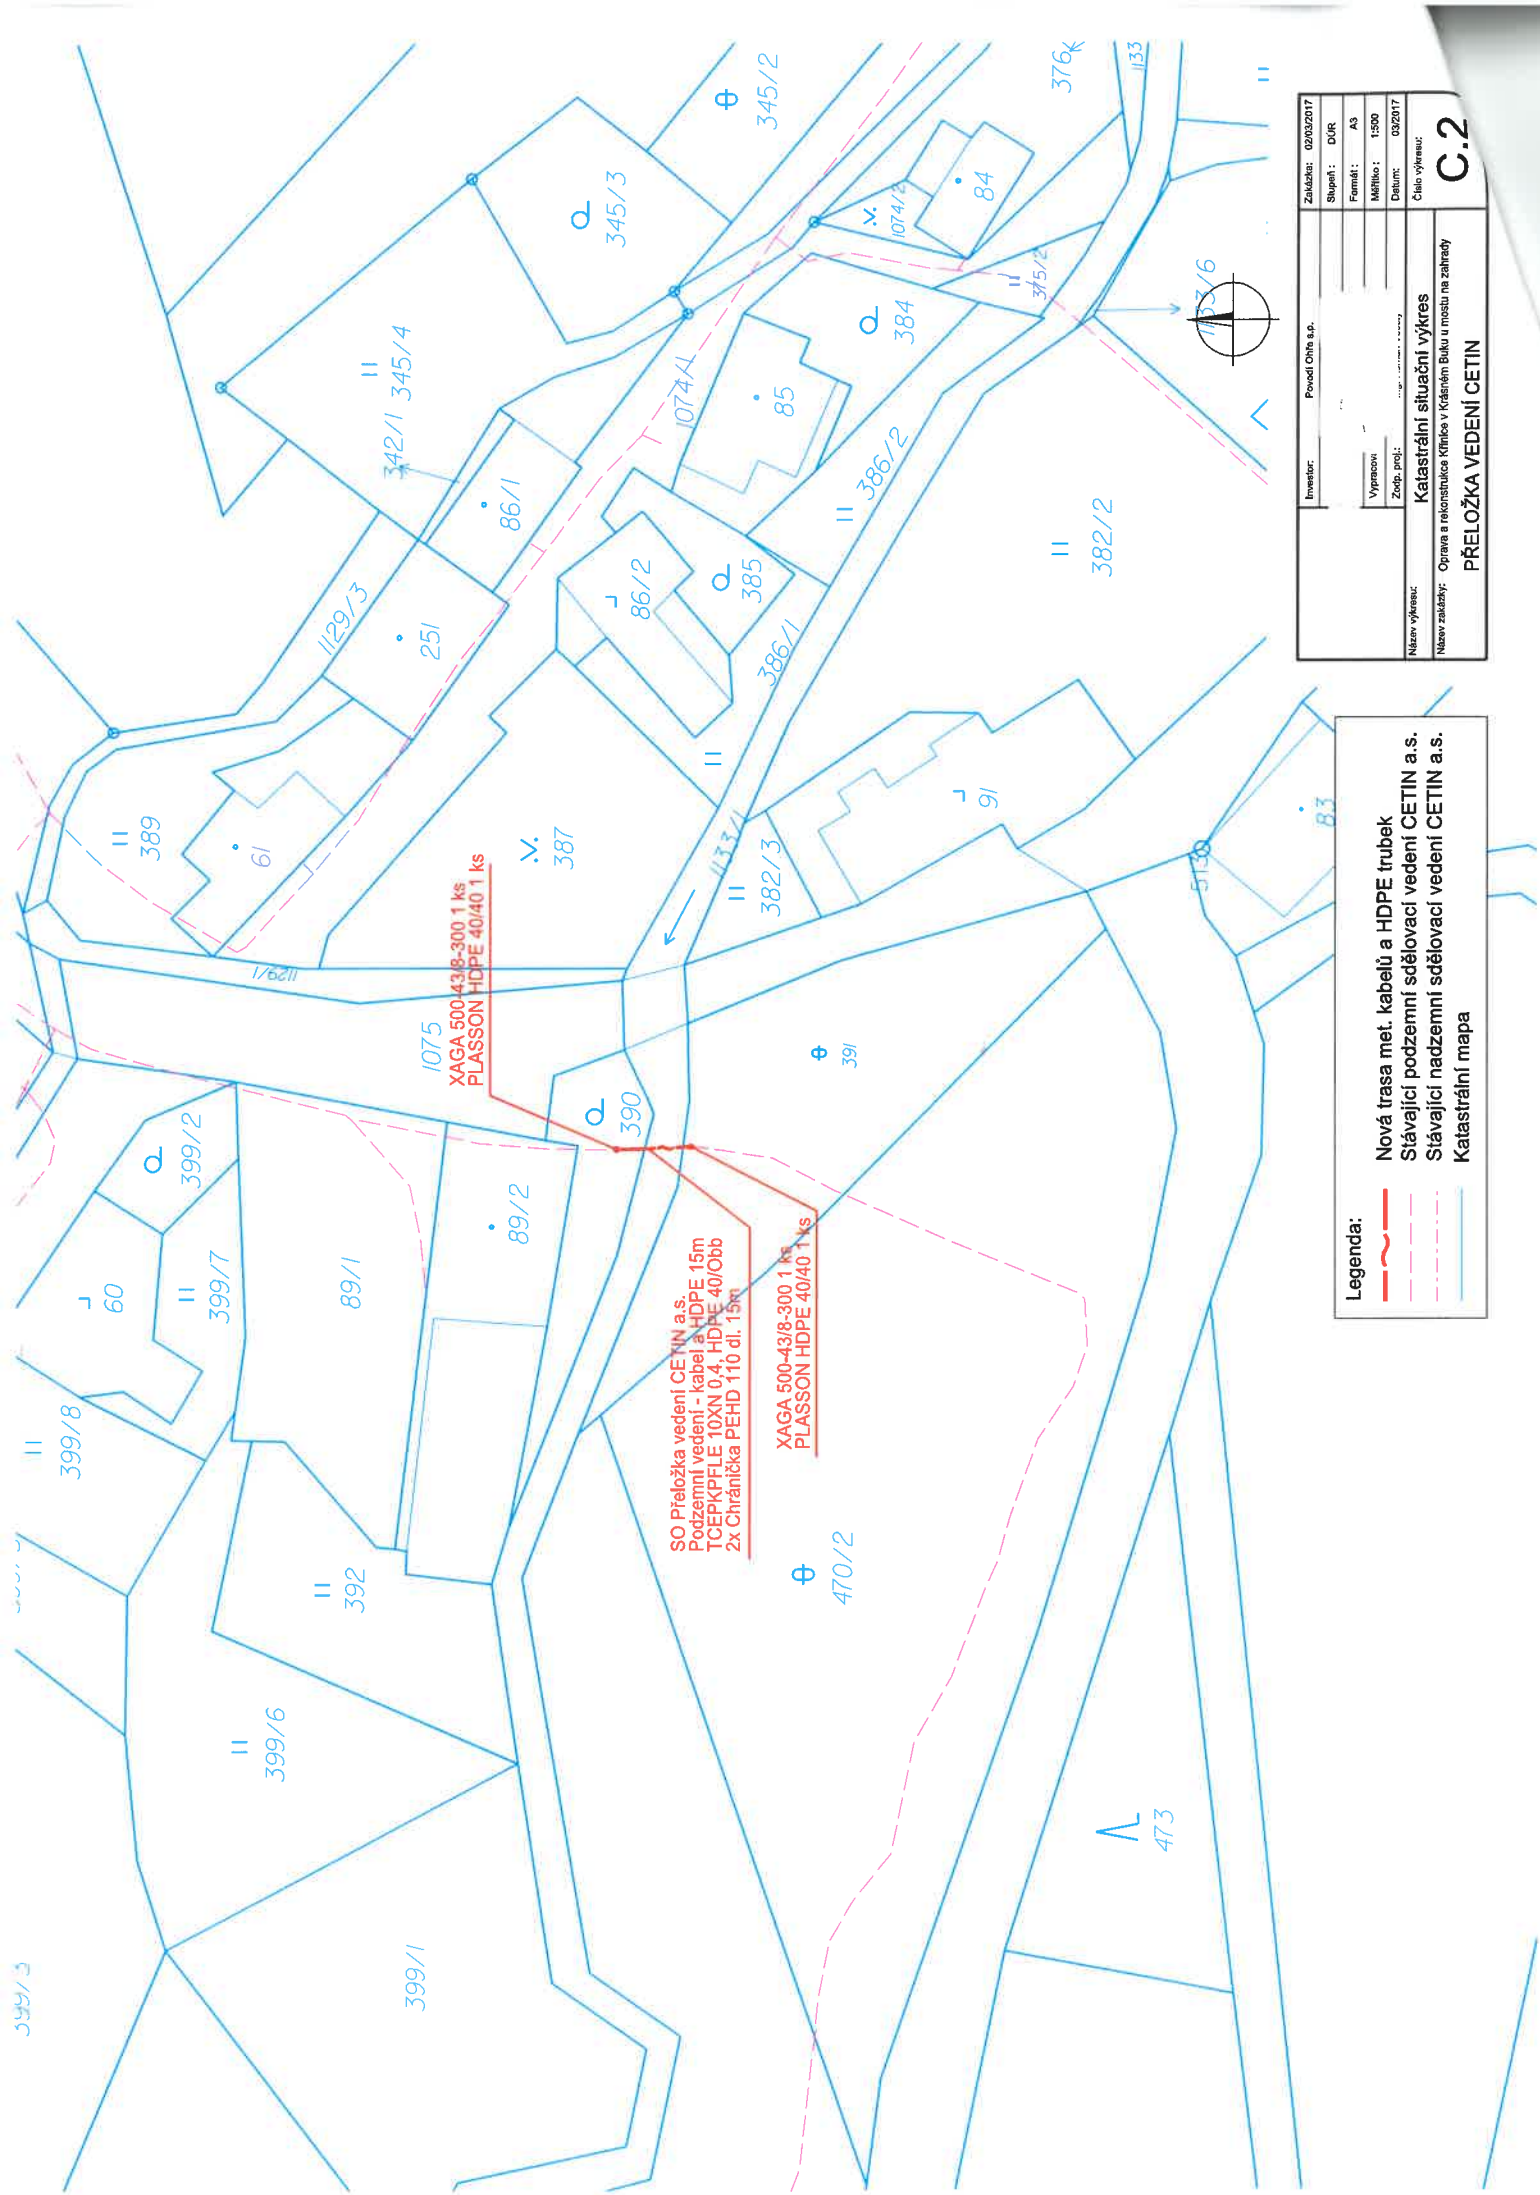 399/3
399/8
60
399/2
399/7
89/1
89/2
399/6
392
399/1
389
61
1129/1
1129/3
251
342/1
345/4
86/1
345/3
345/2
1075
XAGA 500-43/8-300 1 ks
PLASSON HDPE 40/40 1 ks
387
86/2
385
386/1
386/2
85
384
1074/1
1074/2
84
375/2
376
1133
1133/6
382/2
390
391
1133/1
382/3
91
513
83
SO Přeložka vedení CETIN a.s.
Podzemní vedení - kabel a HDPE 15m
TCEPKPFLE 10XN 0,4, HDPE 40/Obb
2x Chránička PEHD 110 dl. 15m
XAGA 500-43/8-300 1 ks
PLASSON HDPE 40/40 1 ks
470/2
473
Legenda:
Nová trasa met. kabelů a HDPE trubek
Stávající podzemní sdělovací vedení CETIN a.s.
Stávající nadzemní sdělovací vedení CETIN a.s.
Katastrální mapa
Investor: Povodí Ohře s.p.
Vypracoval
Zodp. proj.:
Zakázka: 02/03/2017
Stupeň: DÚR
Formát: A3
Měřítko: 1:500
Datum: 03/2017
Název výkresu: Katastrální situační výkres
Číslo výkresu:
C.2
Název zakázky: Oprava a rekonstrukce Křinice v Krásném Buku u mostu na zahrady
PŘELOŽKA VEDENÍ CETIN